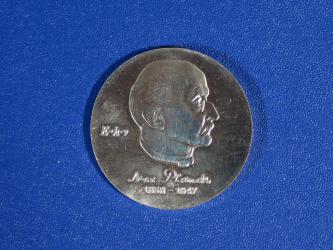 E=h·ν
Max Planck
1858 – 1947